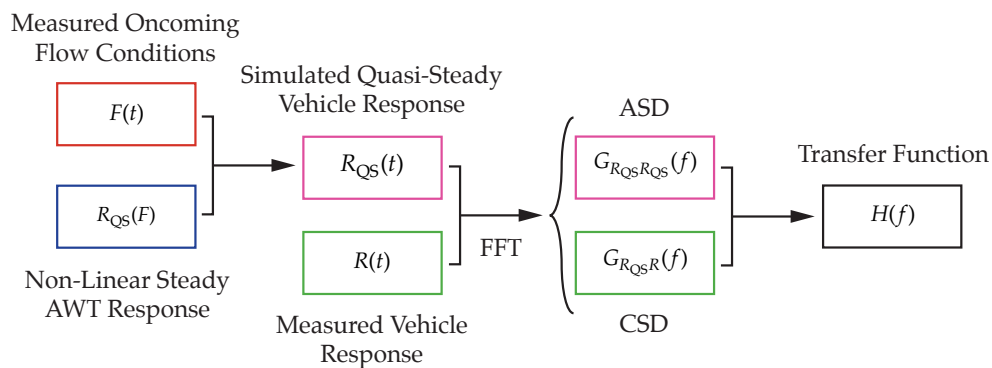 Measured Oncoming
Flow Conditions
F(t)
R_QS(F)
Non-Linear Steady
AWT Response
Simulated Quasi-Steady
Vehicle Response
R_QS(t)
R(t)
Measured Vehicle
Response
FFT
ASD
G_{R_QS R_QS}(f)
G_{R_QS R}(f)
CSD
Transfer Function
H(f)